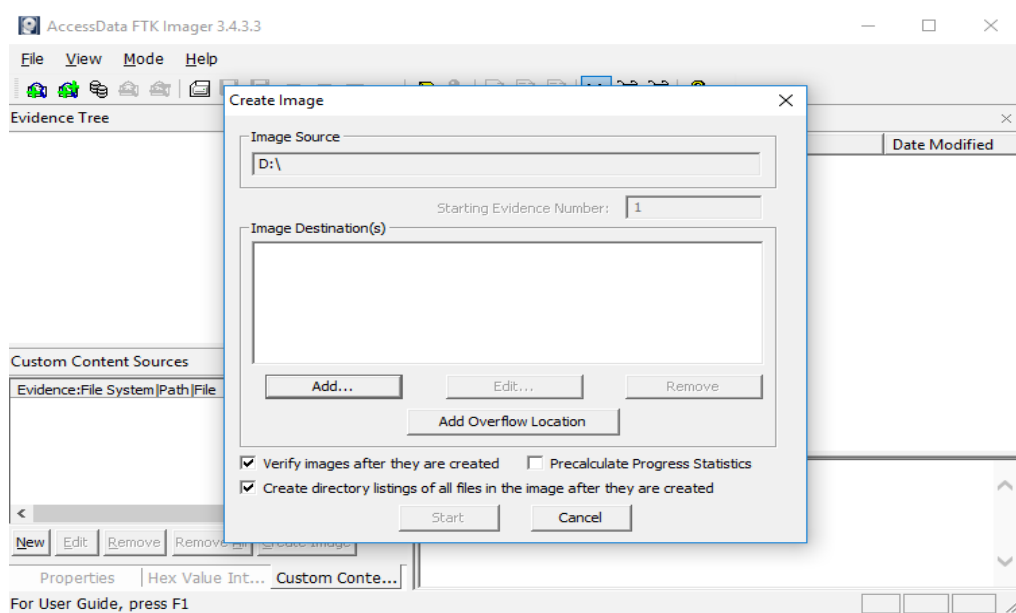 AccessData FTK Imager 3.4.3.3
File View Mode Help
Evidence Tree
Date Modified
Create Image
Image Source
D:\
Starting Evidence Number: 1
Image Destination(s)
Add... Edit... Remove
Add Overflow Location
Verify images after they are created Precalculate Progress Statistics
Create directory listings of all files in the image after they are created
Start Cancel
Custom Content Sources
Evidence:File System|Path|File
New Edit Remove Remove All Create Image
Properties Hex Value Int... Custom Conte...
For User Guide, press F1